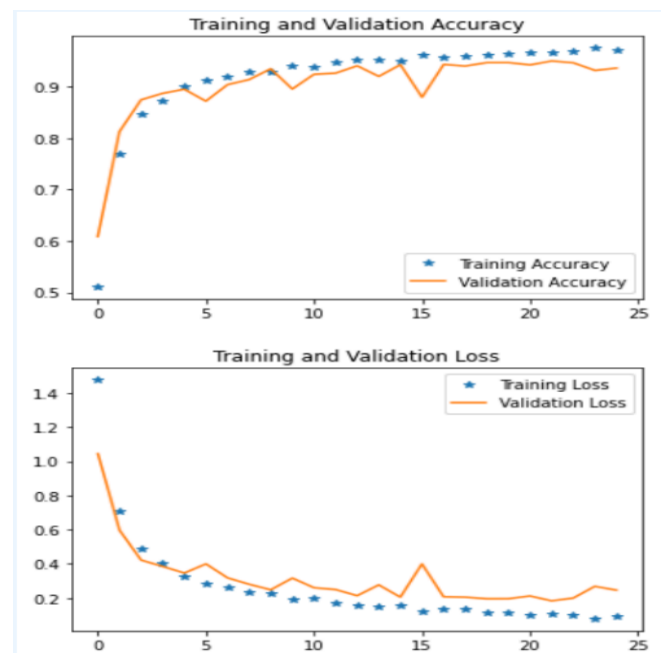 Training and Validation Accuracy
0.9
0.8
0.7
0.6
0.5
Training Accuracy
Validation Accuracy
0 5 10 15 20 25
Training and Validation Loss
1.4
1.2
1.0
0.8
0.6
0.4
0.2
Training Loss
Validation Loss
0 5 10 15 20 25